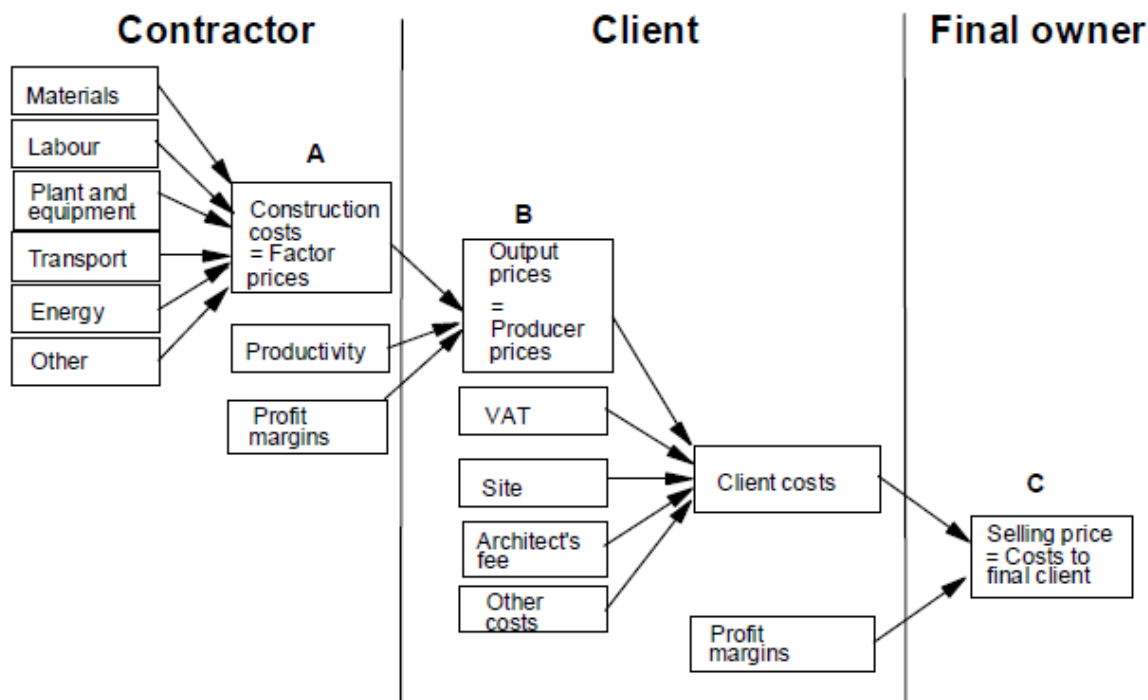 Contractor
Client
Final owner
Materials
Labour
Plant and
equipment
Transport
Energy
Other
A
Construction
costs
= Factor
prices
Productivity
Profit
margins
B
Output
prices
=
Producer
prices
VAT
Site
Architect's
fee
Other
costs
Client costs
Profit
margins
C
Selling price
= Costs to
final client